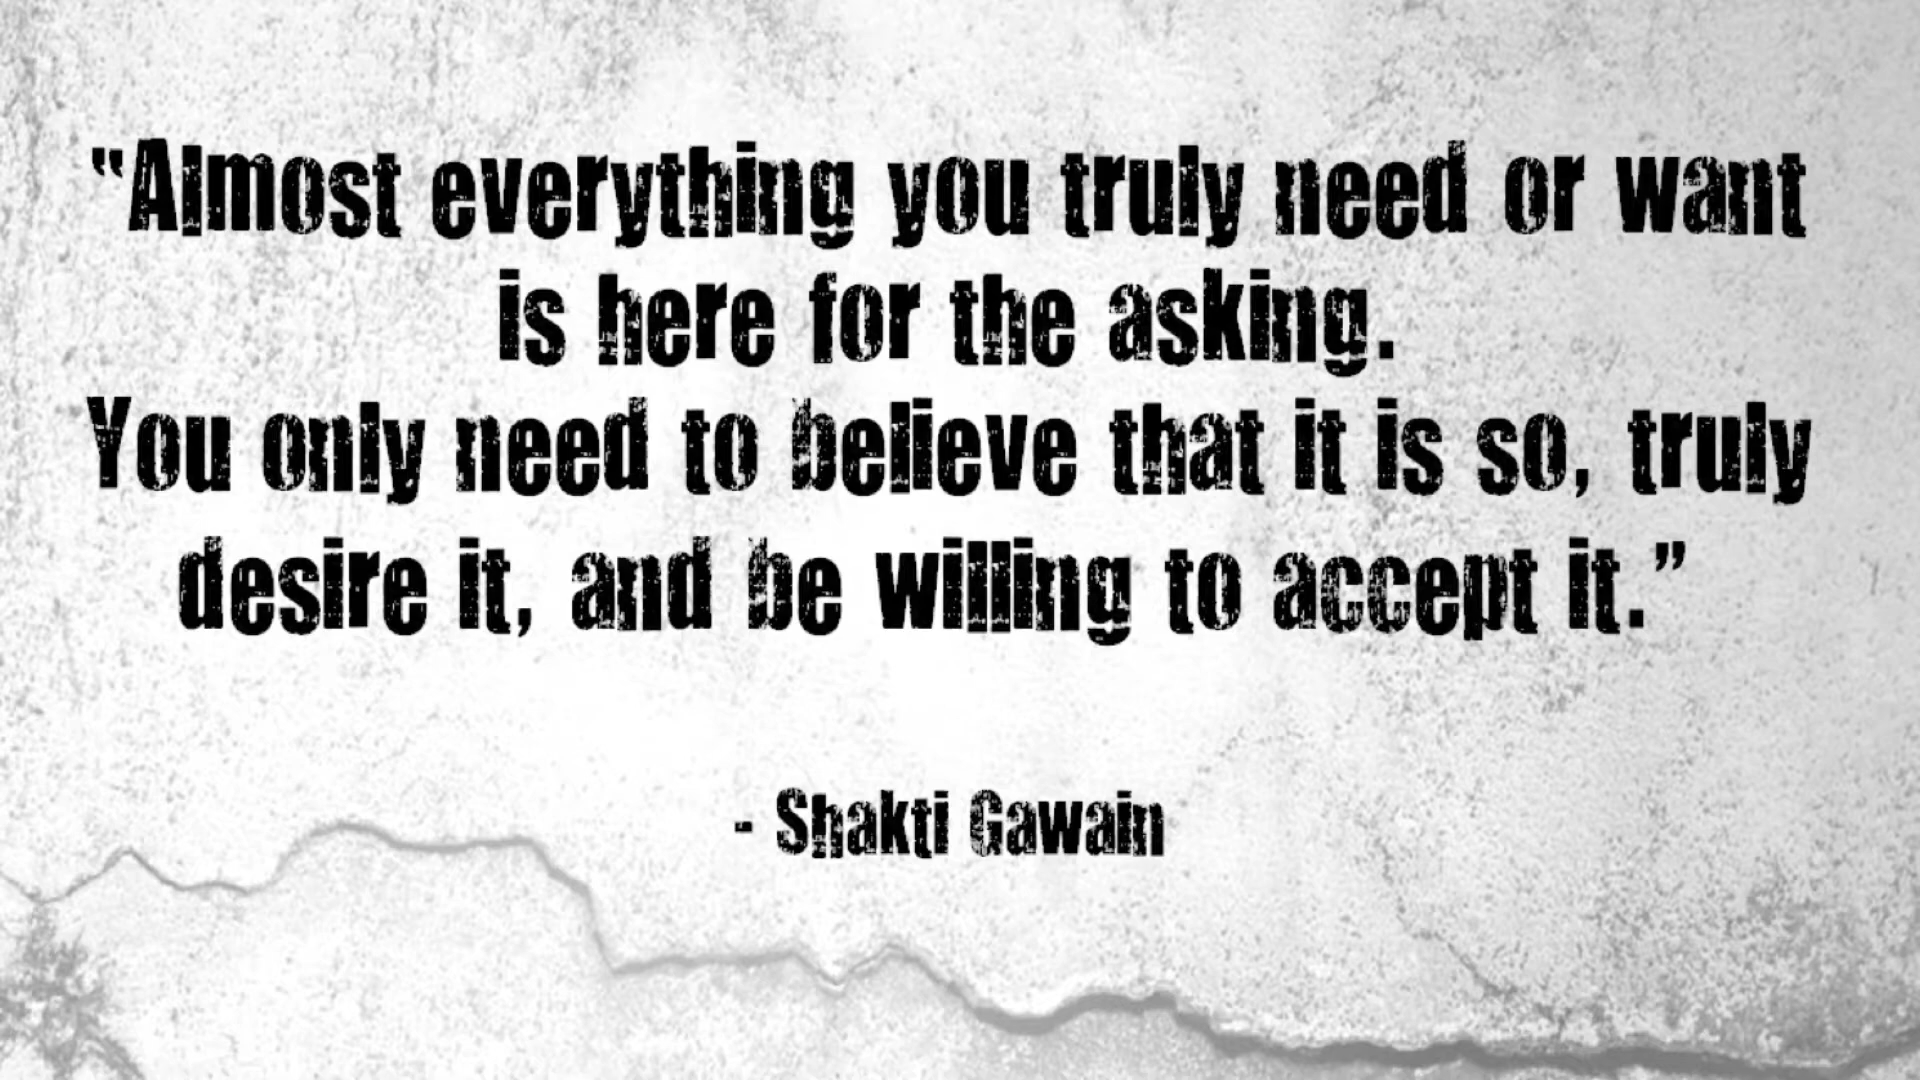 “Almost everything you truly need or want
is here for the asking.
You only need to believe that it is so, truly
desire it, and be willing to accept it.”
- Shakti Gawain